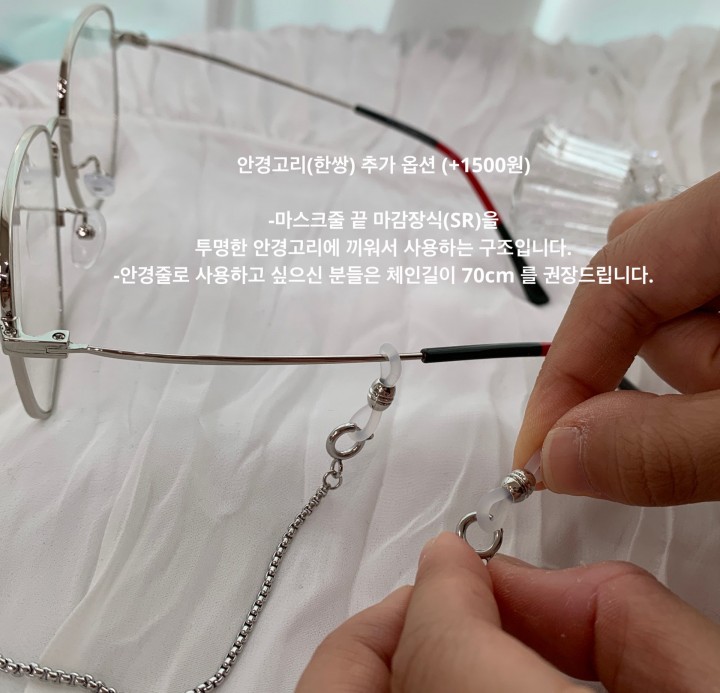 안경고리(한쌍) 추가 옵션 (+1500원)
-마스크줄 끝 마감장식(SR)을
투명한 안경고리에 끼워서 사용하는 구조입니다.
-안경줄로 사용하고 싶으신 분들은 체인길이 70cm 를 권장드립니다.